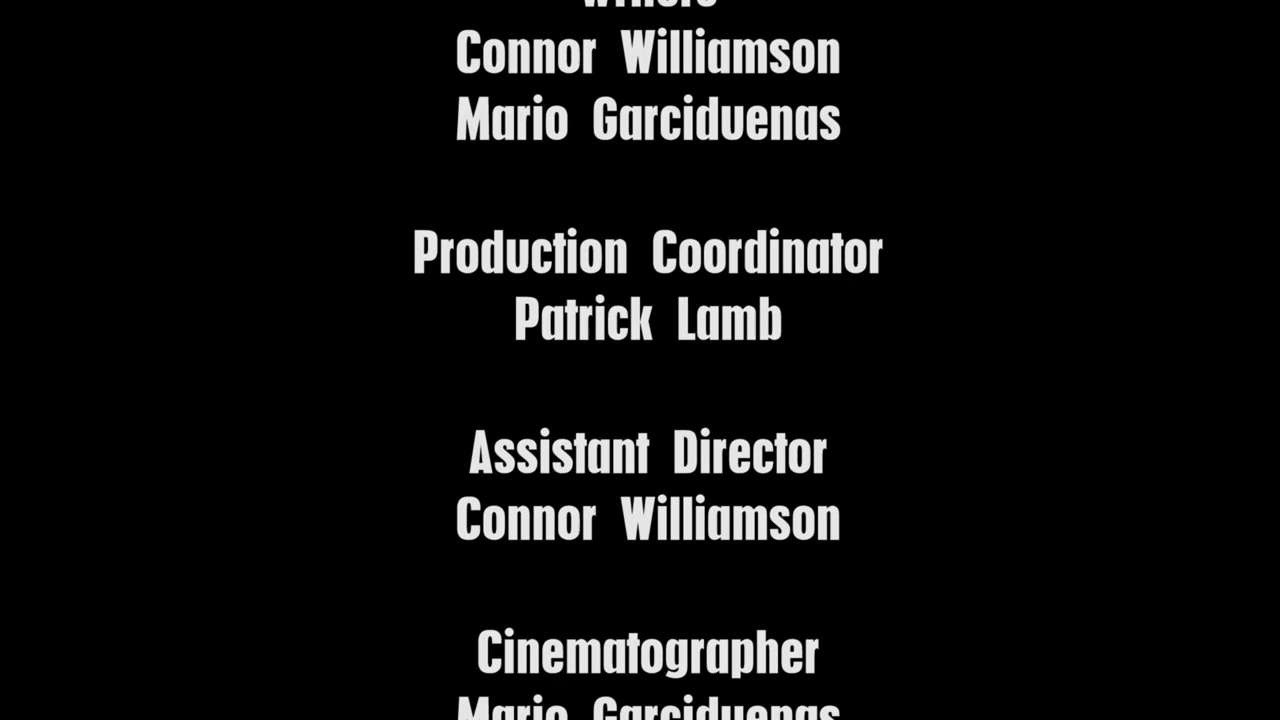 Writers
Connor Williamson
Mario Garciduenas
Production Coordinator
Patrick Lamb
Assistant Director
Connor Williamson
Cinematographer
Mario Garciduenas